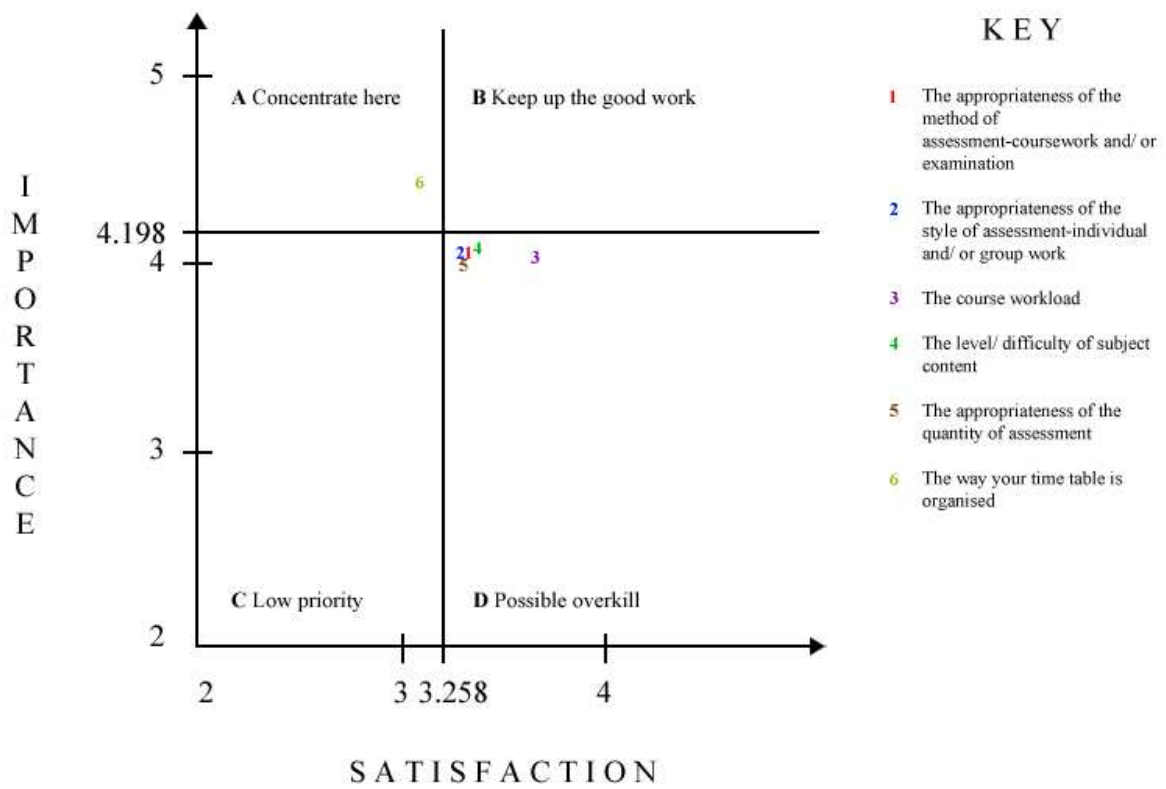 KEY
5
A Concentrate here
B Keep up the good work
6
IMPORTANCE
4.198
4
2
1
4
3
5
3
C Low priority
D Possible overkill
2
2
3
3.258
4
SATISFACTION
1 The appropriateness of the
method of
assessment-coursework and/ or
examination
2 The appropriateness of the
style of assessment-individual
and/ or group work
3 The course workload
4 The level/ difficulty of subject
content
5 The appropriateness of the
quantity of assessment
6 The way your time table is
organised